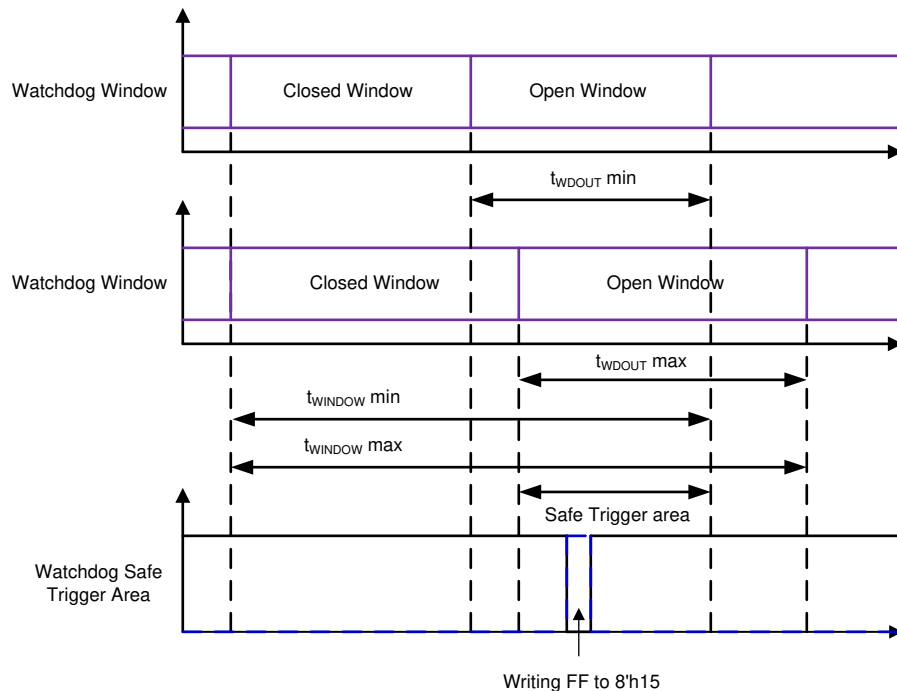 Watchdog Window
Closed Window
Open Window
tWDOUT min
Watchdog Window
Closed Window
Open Window
tWDOUT max
tWINDOW min
tWINDOW max
Safe Trigger area
Watchdog Safe
Trigger Area
Writing FF to 8'h15